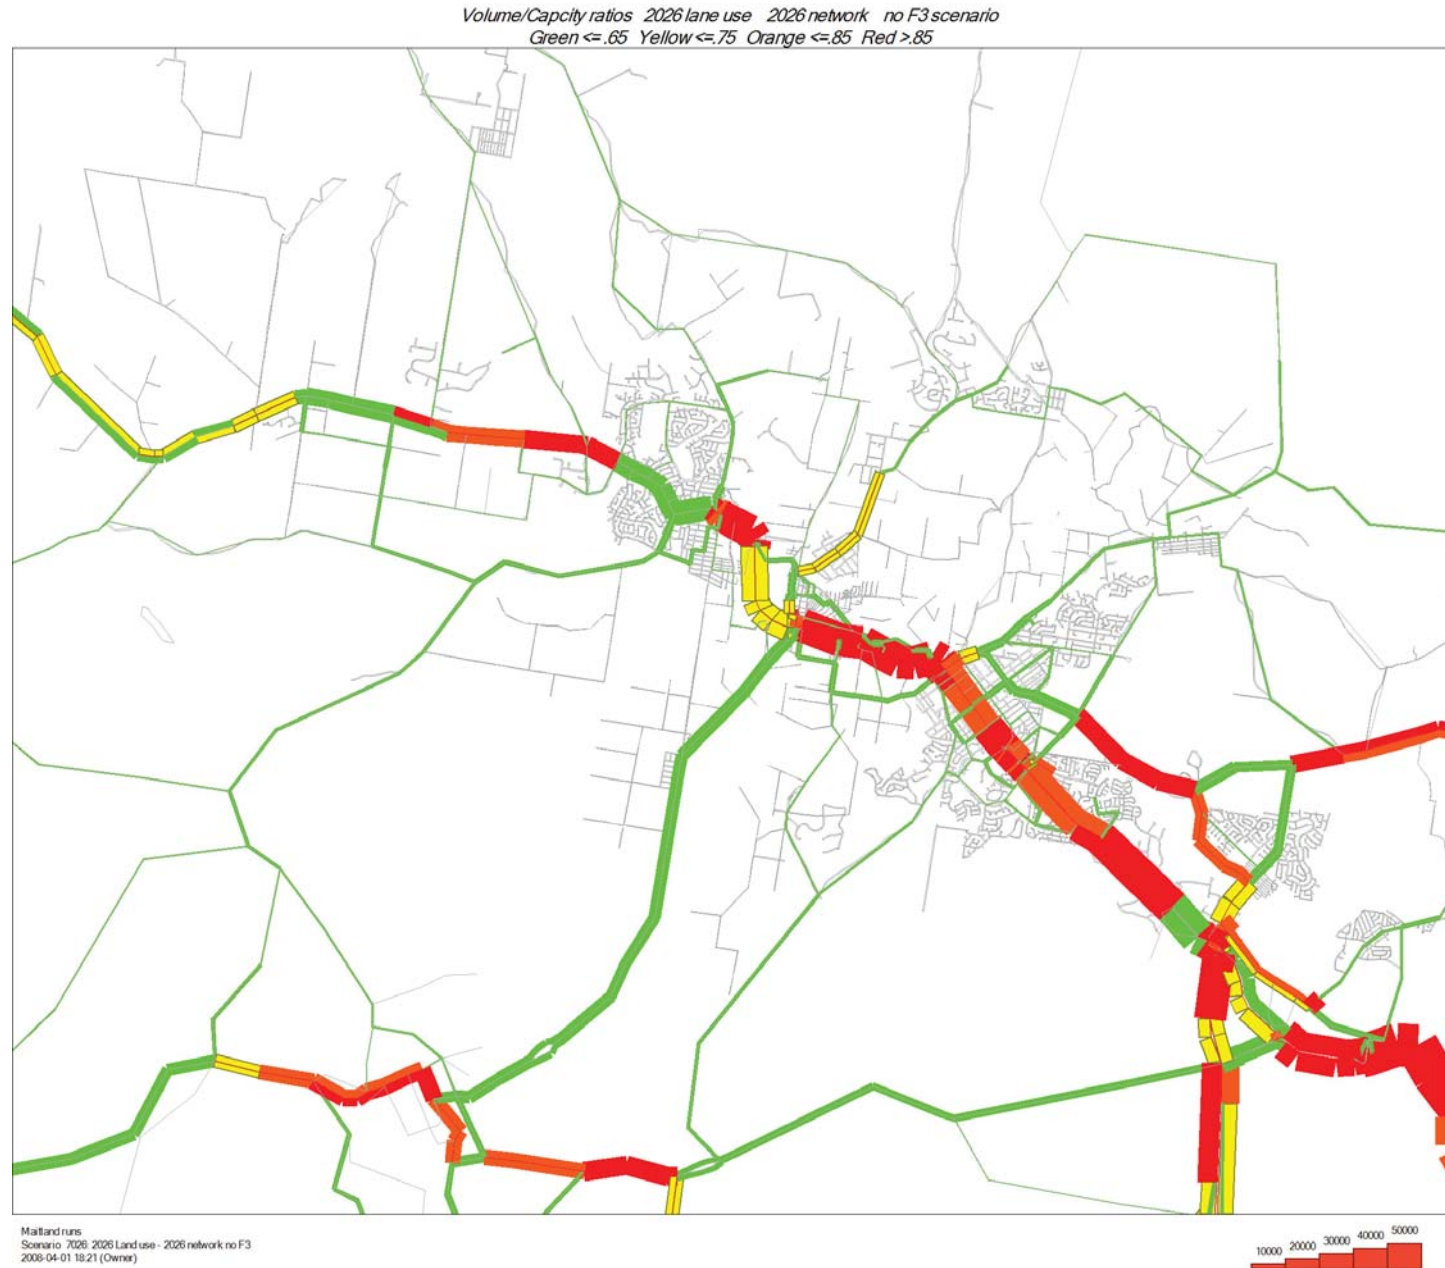 Volume/Capcity ratios 2026 lane use 2026 network no F3 scenario
Green <= .65 Yellow <=.75 Orange <=.85 Red >.85
Maitland runs
Scenario 7026: 2026 Land use - 2026 network no F3
2008-04-01 18:21 (Owner)
10000 20000 30000 40000 50000